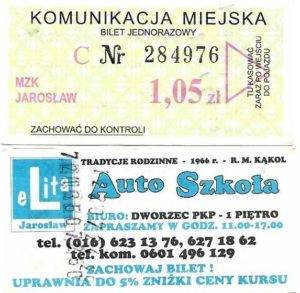 KOMUNIKACJA MIEJSKA
BILET JEDNORAZOWY
C Nr 284976
MZK
JAROSŁAW
1,05 zł
TU KASOWAĆ
ZARAZ PO WEJŚCIU
DO POJAZDU
ZACHOWAĆ DO KONTROLI
TRADYCJE RODZINNE - 1966 r. - R. M. KĄKOL
eLita
Jarosław
Auto Szkoła
BIURO: DWORZEC PKP - 1 PIĘTRO
ZAPRASZAMY W GODZ. 11.00-17.00
tel. (016) 623 13 76, 627 18 62
tel. kom. 0601 496 129
ZACHOWAJ BILET !
UPRAWNIA DO 5% ZNIŻKI CENY KURSU